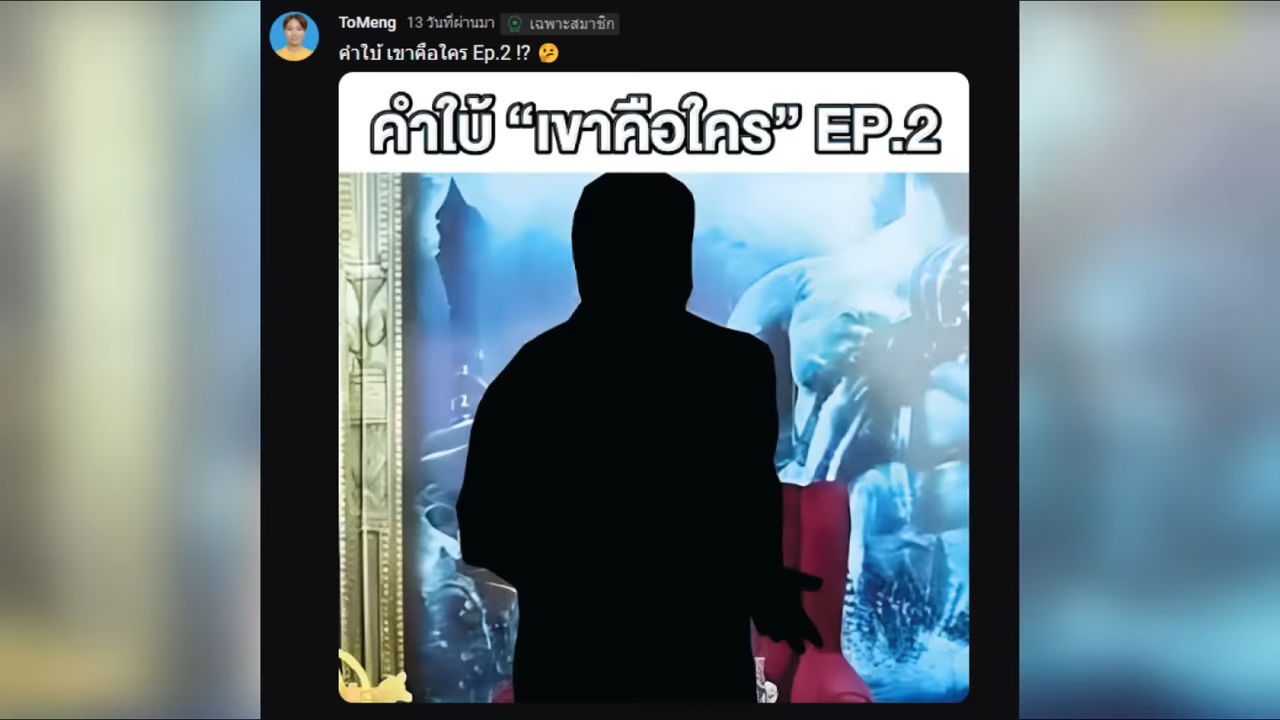 ToMeng 13 วันที่ผ่านมา เฉพาะสมาชิก
คำใบ้ เขาคือใคร Ep.2 !? 🤔
คำใบ้ “เขาคือใคร” EP.2